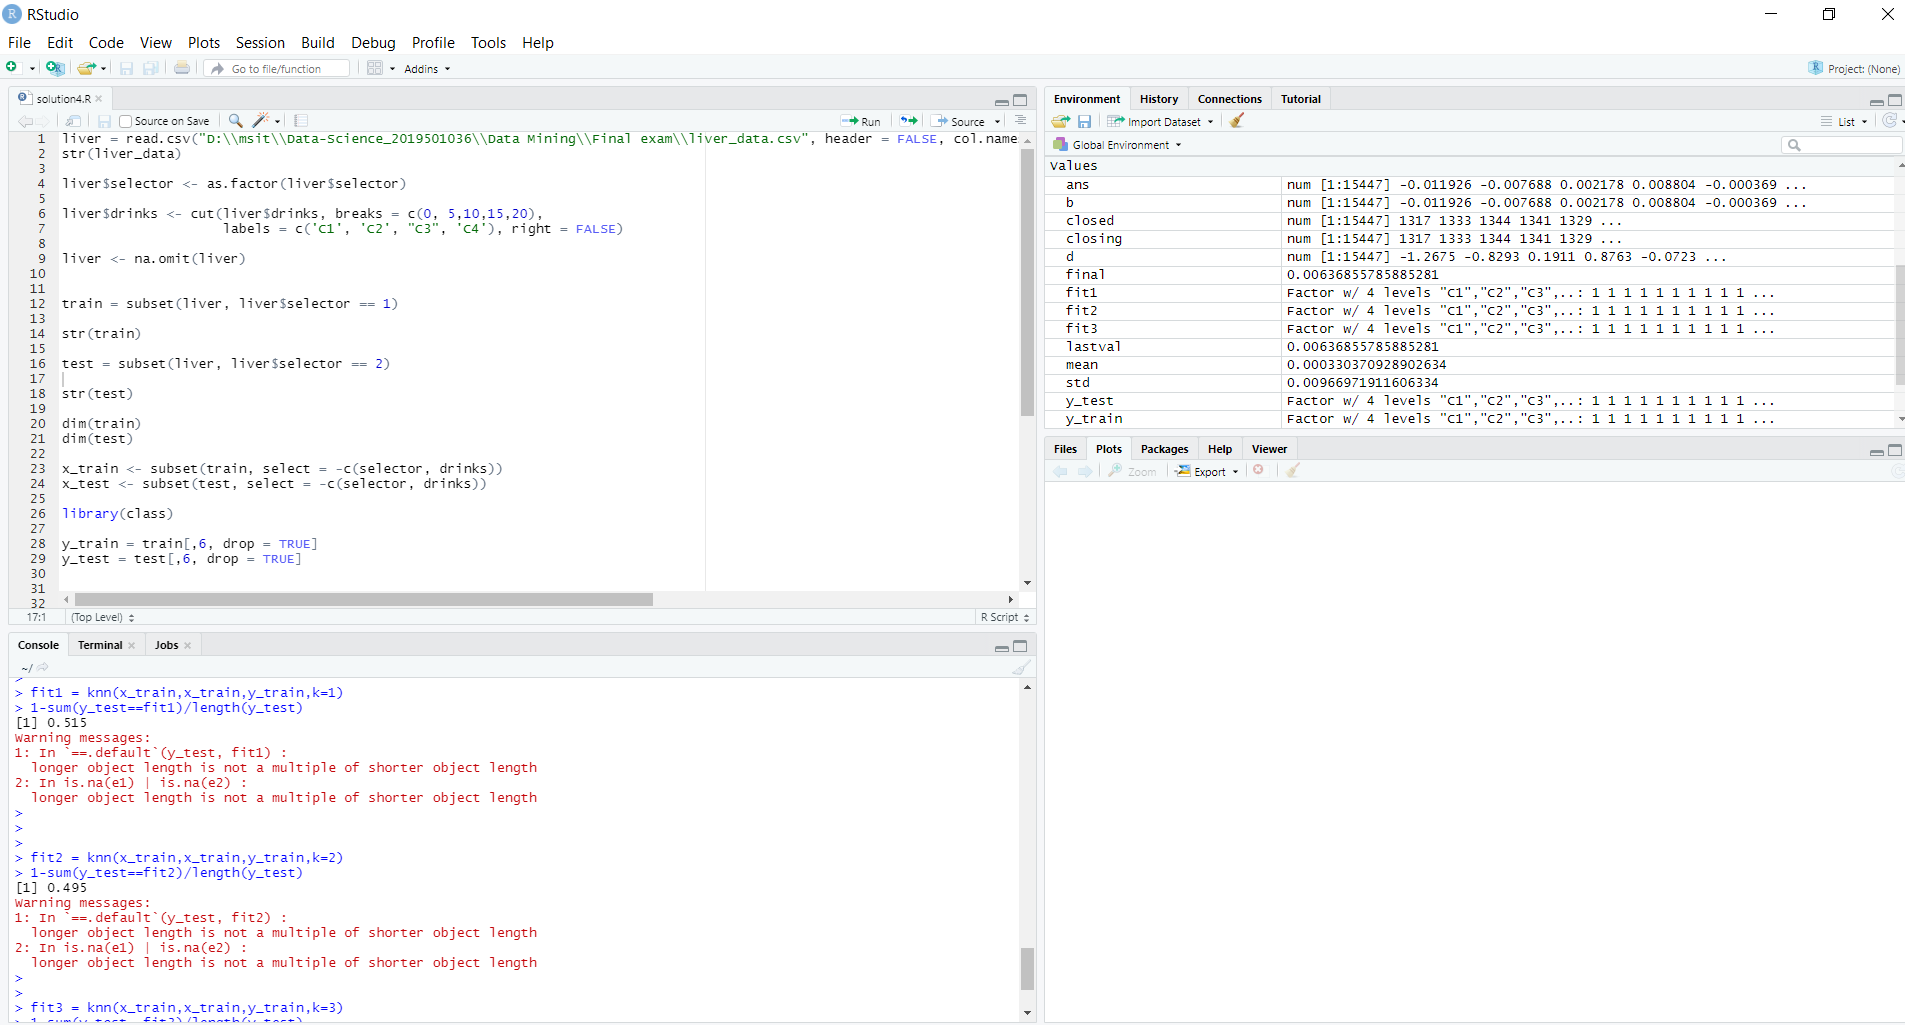 RStudio
File Edit Code View Plots Session Build Debug Profile Tools Help
Go to file/function Addins Project: (None)
solution4.R
Source on Save Run Source
1 liver = read.csv("D:\\msit\\Data-Science_2019501036\\Data Mining\\Final exam\\liver_data.csv", header = FALSE, col.name
2 str(liver_data)
3
4 liver$selector <- as.factor(liver$selector)
5
6 liver$drinks <- cut(liver$drinks, breaks = c(0, 5,10,15,20),
7 labels = c('C1', 'C2', "C3", 'C4'), right = FALSE)
8
9 liver <- na.omit(liver)
10
11
12 train = subset(liver, liver$selector == 1)
13
14 str(train)
15
16 test = subset(liver, liver$selector == 2)
17
18 str(test)
19
20 dim(train)
21 dim(test)
22
23 x_train <- subset(train, select = -c(selector, drinks))
24 x_test <- subset(test, select = -c(selector, drinks))
25
26 library(class)
27
28 y_train = train[,6, drop = TRUE]
29 y_test = test[,6, drop = TRUE]
30
31
32
17:1 (Top Level) R Script
Console Terminal Jobs
~/
>
> fit1 = knn(x_train,x_train,y_train,k=1)
> 1-sum(y_test==fit1)/length(y_test)
[1] 0.515
Warning messages:
1: In `==.default`(y_test, fit1) :
longer object length is not a multiple of shorter object length
2: In is.na(e1) | is.na(e2) :
longer object length is not a multiple of shorter object length
>
>
>
> fit2 = knn(x_train,x_train,y_train,k=2)
> 1-sum(y_test==fit2)/length(y_test)
[1] 0.495
Warning messages:
1: In `==.default`(y_test, fit2) :
longer object length is not a multiple of shorter object length
2: In is.na(e1) | is.na(e2) :
longer object length is not a multiple of shorter object length
>
>
> fit3 = knn(x_train,x_train,y_train,k=3)
> 1-sum(y_test==fit3)/length(y_test)
Environment History Connections Tutorial
Import Dataset List
Global Environment
Values
ans num [1:15447] -0.011926 -0.007688 0.002178 0.008804 -0.000369 ...
b num [1:15447] -0.011926 -0.007688 0.002178 0.008804 -0.000369 ...
closed num [1:15447] 1317 1333 1344 1341 1329 ...
closing num [1:15447] 1317 1333 1344 1341 1329 ...
d num [1:15447] -1.2675 -0.8293 0.1911 0.8763 -0.0723 ...
final 0.00636855785885281
fit1 Factor w/ 4 levels "C1","C2","C3",..: 1 1 1 1 1 1 1 1 1 1 ...
fit2 Factor w/ 4 levels "C1","C2","C3",..: 1 1 1 1 1 1 1 1 1 1 ...
fit3 Factor w/ 4 levels "C1","C2","C3",..: 1 1 1 1 1 1 1 1 1 1 ...
lastval 0.00636855785885281
mean 0.000330370928902634
std 0.00966971911606334
y_test Factor w/ 4 levels "C1","C2","C3",..: 1 1 1 1 1 1 1 1 1 1 ...
y_train Factor w/ 4 levels "C1","C2","C3",..: 1 1 1 1 1 1 1 1 1 1 ...
Files Plots Packages Help Viewer
Zoom Export